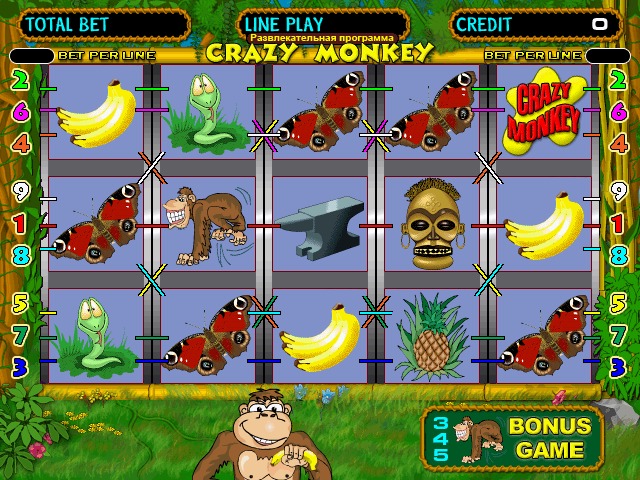 TOTAL BET
LINE PLAY
CREDIT 0
Развлекательная программа
BET PER LINE
CRAZY MONKEY
BET PER LINE
2 2
6 6
4 4
CRAZY
MONKEY
9 9
1 1
8 8
5 5
7 7
3 3
3
4
5
BONUS
GAME